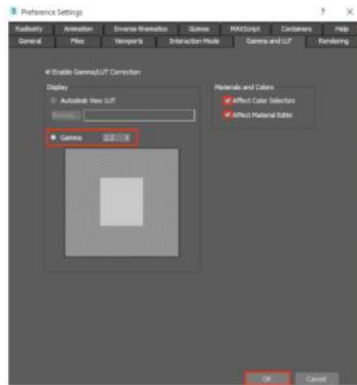 Preference Settings
Radiosity Animation Inverse Kinematics Gizmos MAXScript Containers Help
General Files Viewports Interaction Mode Gamma and LUT Rendering
Enable Gamma/LUT Correction
Display
Autodesk View LUT
Browse...
Gamma 2.2
Materials and Colors
Affect Color Selectors
Affect Material Editor
OK Cancel